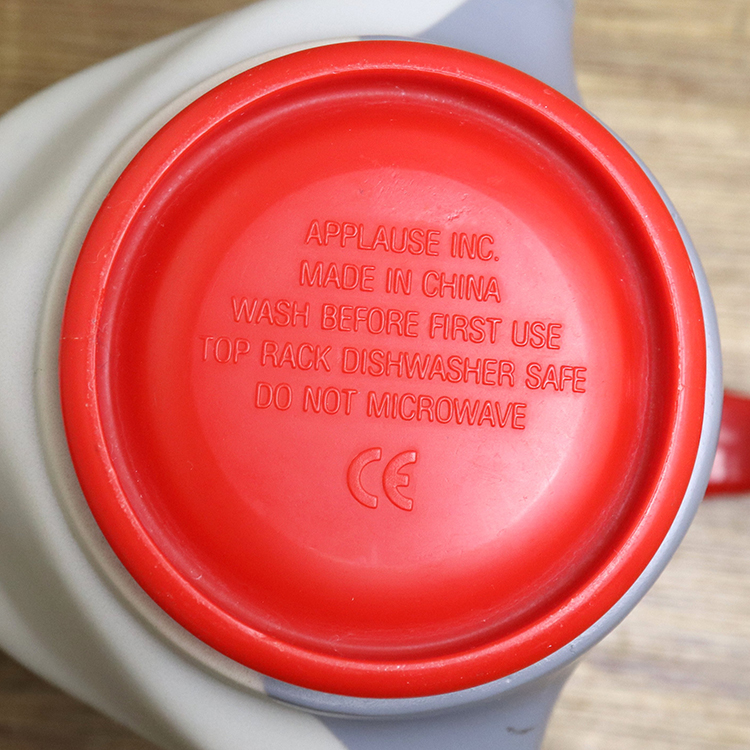 APPLAUSE INC.
MADE IN CHINA
WASH BEFORE FIRST USE
TOP RACK DISHWASHER SAFE
DO NOT MICROWAVE
CE